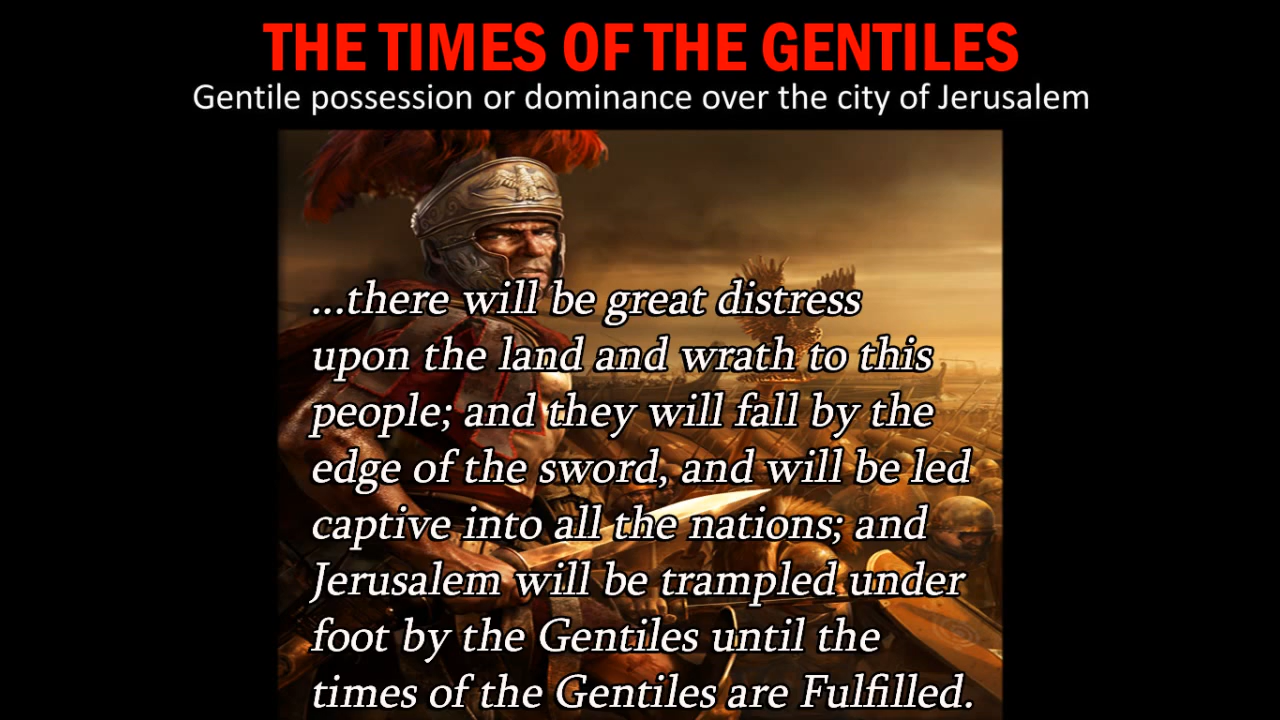 THE TIMES OF THE GENTILES
Gentile possession or dominance over the city of Jerusalem
...there will be great distress
upon the land and wrath to this
people; and they will fall by the
edge of the sword, and will be led
captive into all the nations; and
Jerusalem will be trampled under
foot by the Gentiles until the
times of the Gentiles are Fulfilled.